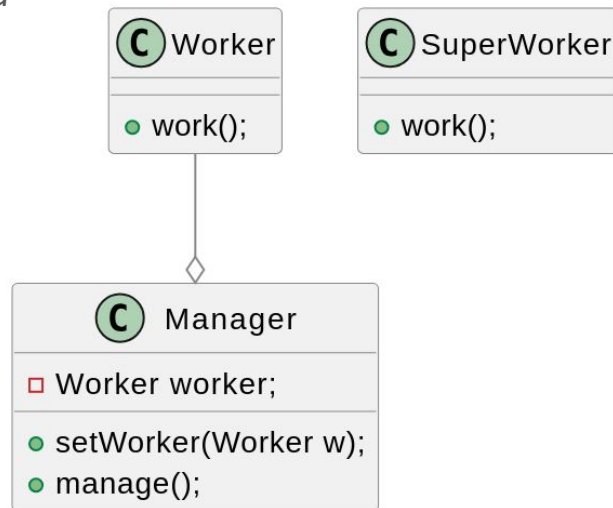 C Worker
work();
C SuperWorker
work();
C Manager
Worker worker;
setWorker(Worker w);
manage();